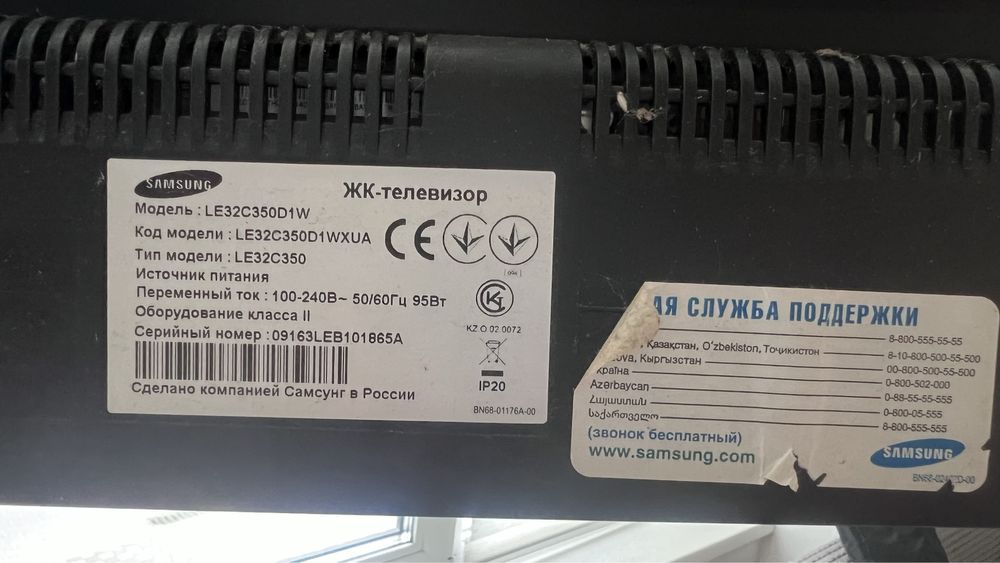 SAMSUNG
ЖК-телевизор
Модель : LE32C350D1W
Код модели : LE32C350D1WXUA
Тип модели : LE32C350
Источник питания
Переменный ток : 100-240В~ 50/60Гц 95Вт
Оборудование класса II
Серийный номер : 09163LEB101865A
Сделано компанией Самсунг в России
CE
KZ O 02 0072
IP20
BN68-01176A-00
АЯ СЛУЖБА ПОДДЕРЖКИ
8-800-555-55-55
Қазақстан, O'zbekiston, Тоҷикистон 8-10-800-500-55-500
ova, Кыргызстан 00-800-500-55-500
країна 0-800-502-000
Azerbaycan 0-88-55-55-555
Հայաստան 0-800-05-555
საქართველო 8-800-555-555
(звонок бесплатный)
www.samsung.com
SAMSUNG